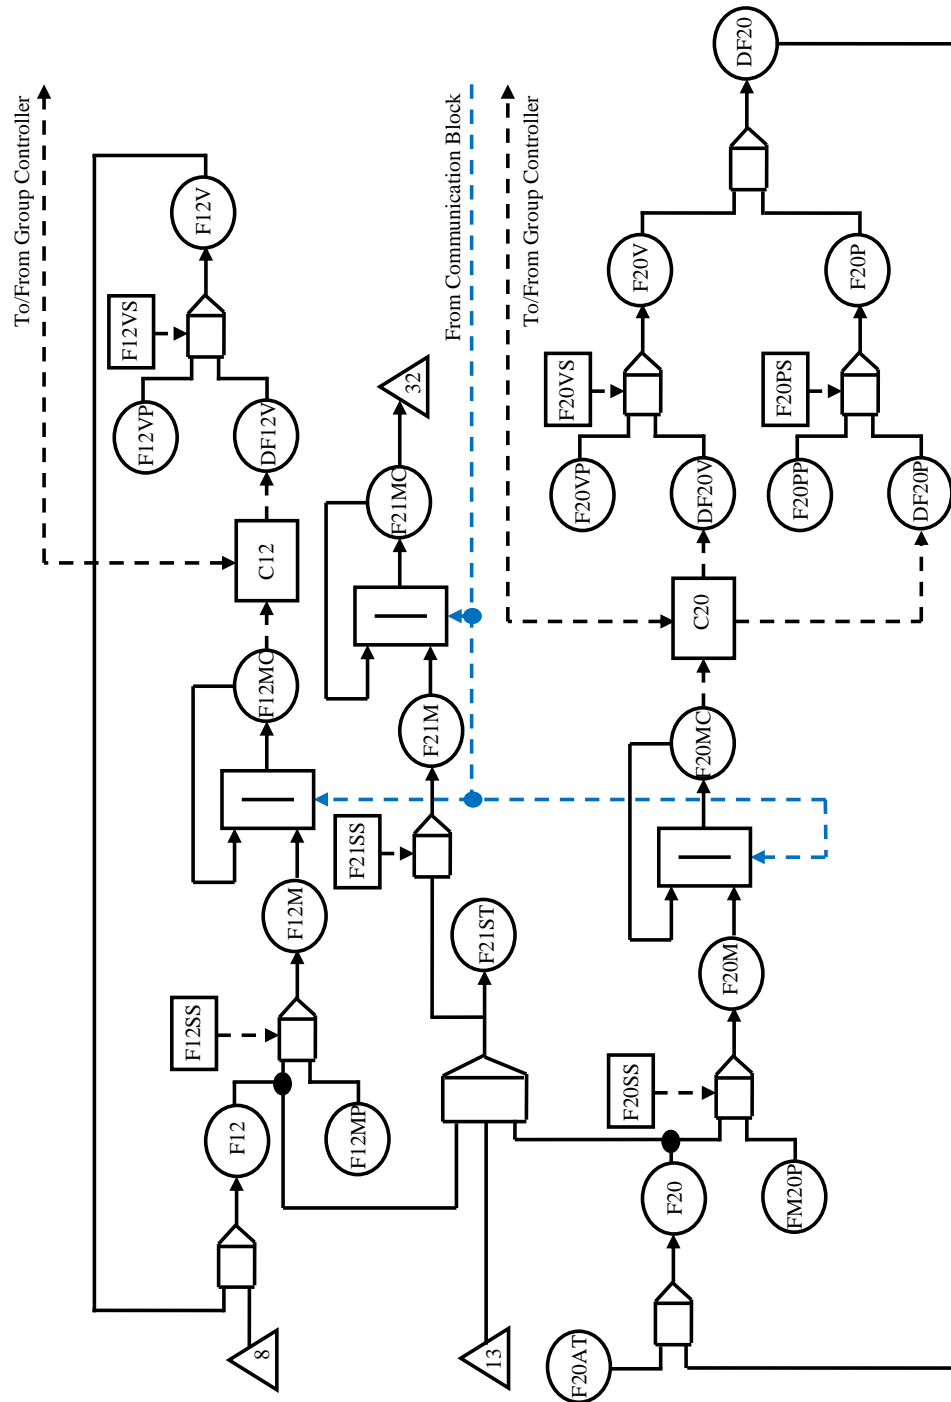 To/From Group Controller
F12V
F12VS
F12VP
DF12V
C12
F12MC
F12M
F12SS
F12
F12MP
8
32
F21MC
F21M
F21SS
F21ST
13
From Communication Block
To/From Group Controller
DF20
F20V
F20P
F20VS
F20PS
F20VP
DF20V
F20PP
DF20P
C20
F20MC
F20M
F20SS
F20
FM20P
F20AT